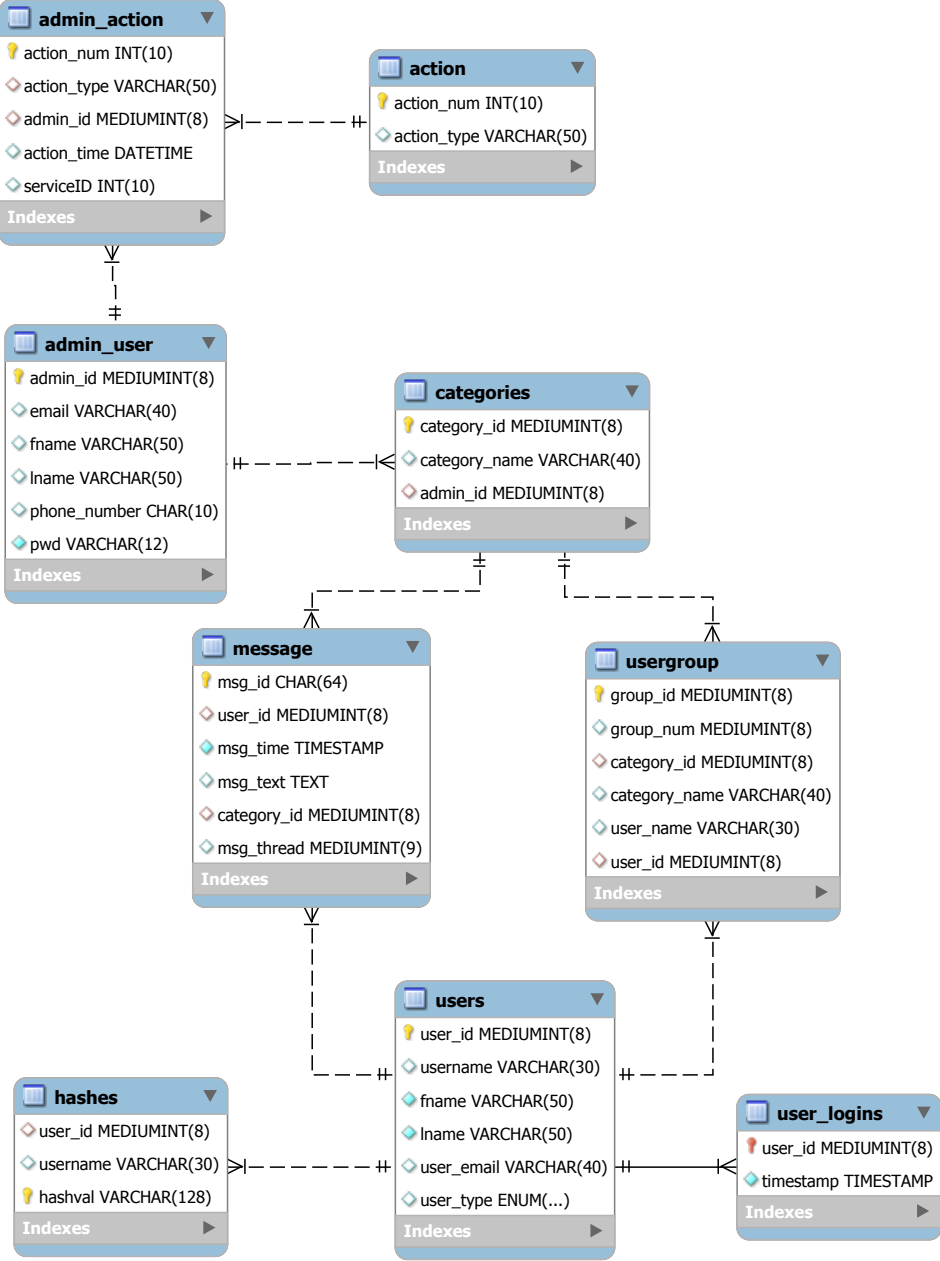 admin_action
action_num INT(10)
action_type VARCHAR(50)
admin_id MEDIUMINT(8)
action_time DATETIME
serviceID INT(10)
Indexes
action
action_num INT(10)
action_type VARCHAR(50)
Indexes
admin_user
admin_id MEDIUMINT(8)
email VARCHAR(40)
fname VARCHAR(50)
lname VARCHAR(50)
phone_number CHAR(10)
pwd VARCHAR(12)
Indexes
categories
category_id MEDIUMINT(8)
category_name VARCHAR(40)
admin_id MEDIUMINT(8)
Indexes
message
msg_id CHAR(64)
user_id MEDIUMINT(8)
msg_time TIMESTAMP
msg_text TEXT
category_id MEDIUMINT(8)
msg_thread MEDIUMINT(9)
Indexes
usergroup
group_id MEDIUMINT(8)
group_num MEDIUMINT(8)
category_id MEDIUMINT(8)
category_name VARCHAR(40)
user_name VARCHAR(30)
user_id MEDIUMINT(8)
Indexes
users
user_id MEDIUMINT(8)
username VARCHAR(30)
fname VARCHAR(50)
lname VARCHAR(50)
user_email VARCHAR(40)
user_type ENUM(...)
Indexes
hashes
user_id MEDIUMINT(8)
username VARCHAR(30)
hashval VARCHAR(128)
Indexes
user_logins
user_id MEDIUMINT(8)
timestamp TIMESTAMP
Indexes